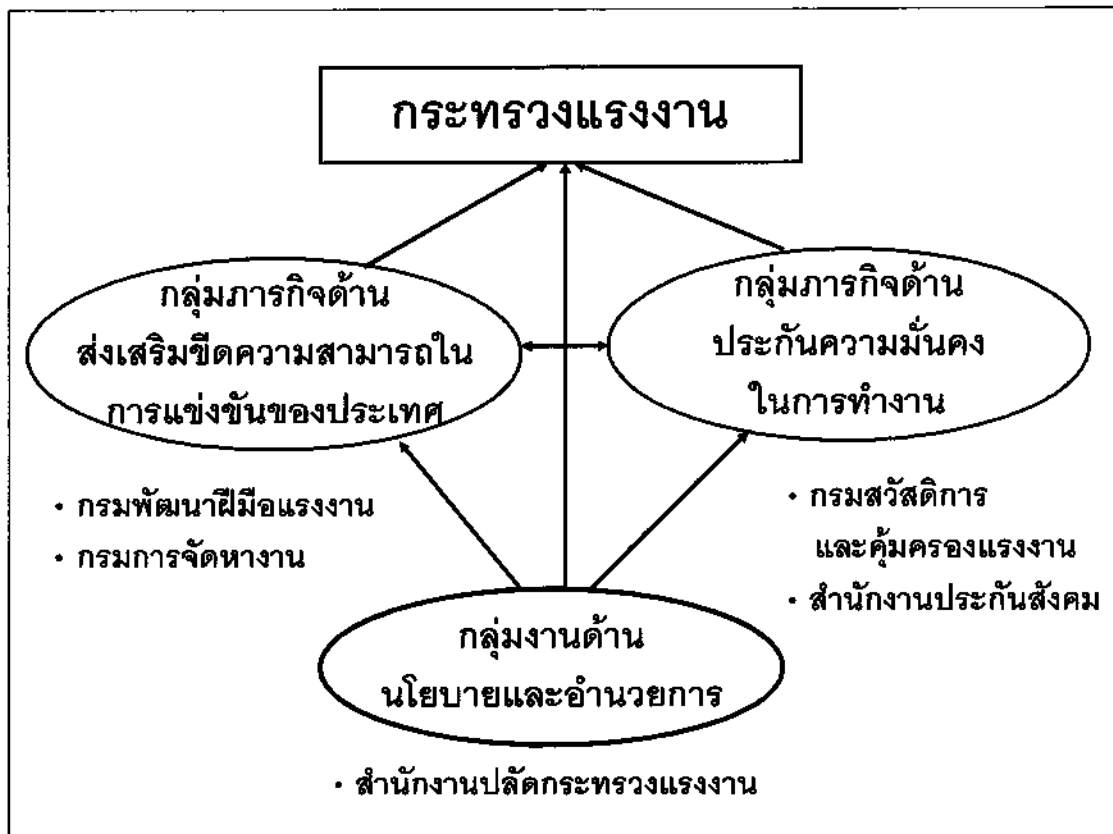 กระทรวงแรงงาน
กลุ่มภารกิจด้าน
ส่งเสริมขีดความสามารถใน
การแข่งขันของประเทศ
กลุ่มภารกิจด้าน
ประกันความมั่นคง
ในการทำงาน
· กรมพัฒนาฝีมือแรงงาน
· กรมการจัดหางาน
· กรมสวัสดิการ
และคุ้มครองแรงงาน
· สำนักงานประกันสังคม
กลุ่มงานด้าน
นโยบายและอำนวยการ
· สำนักงานปลัดกระทรวงแรงงาน